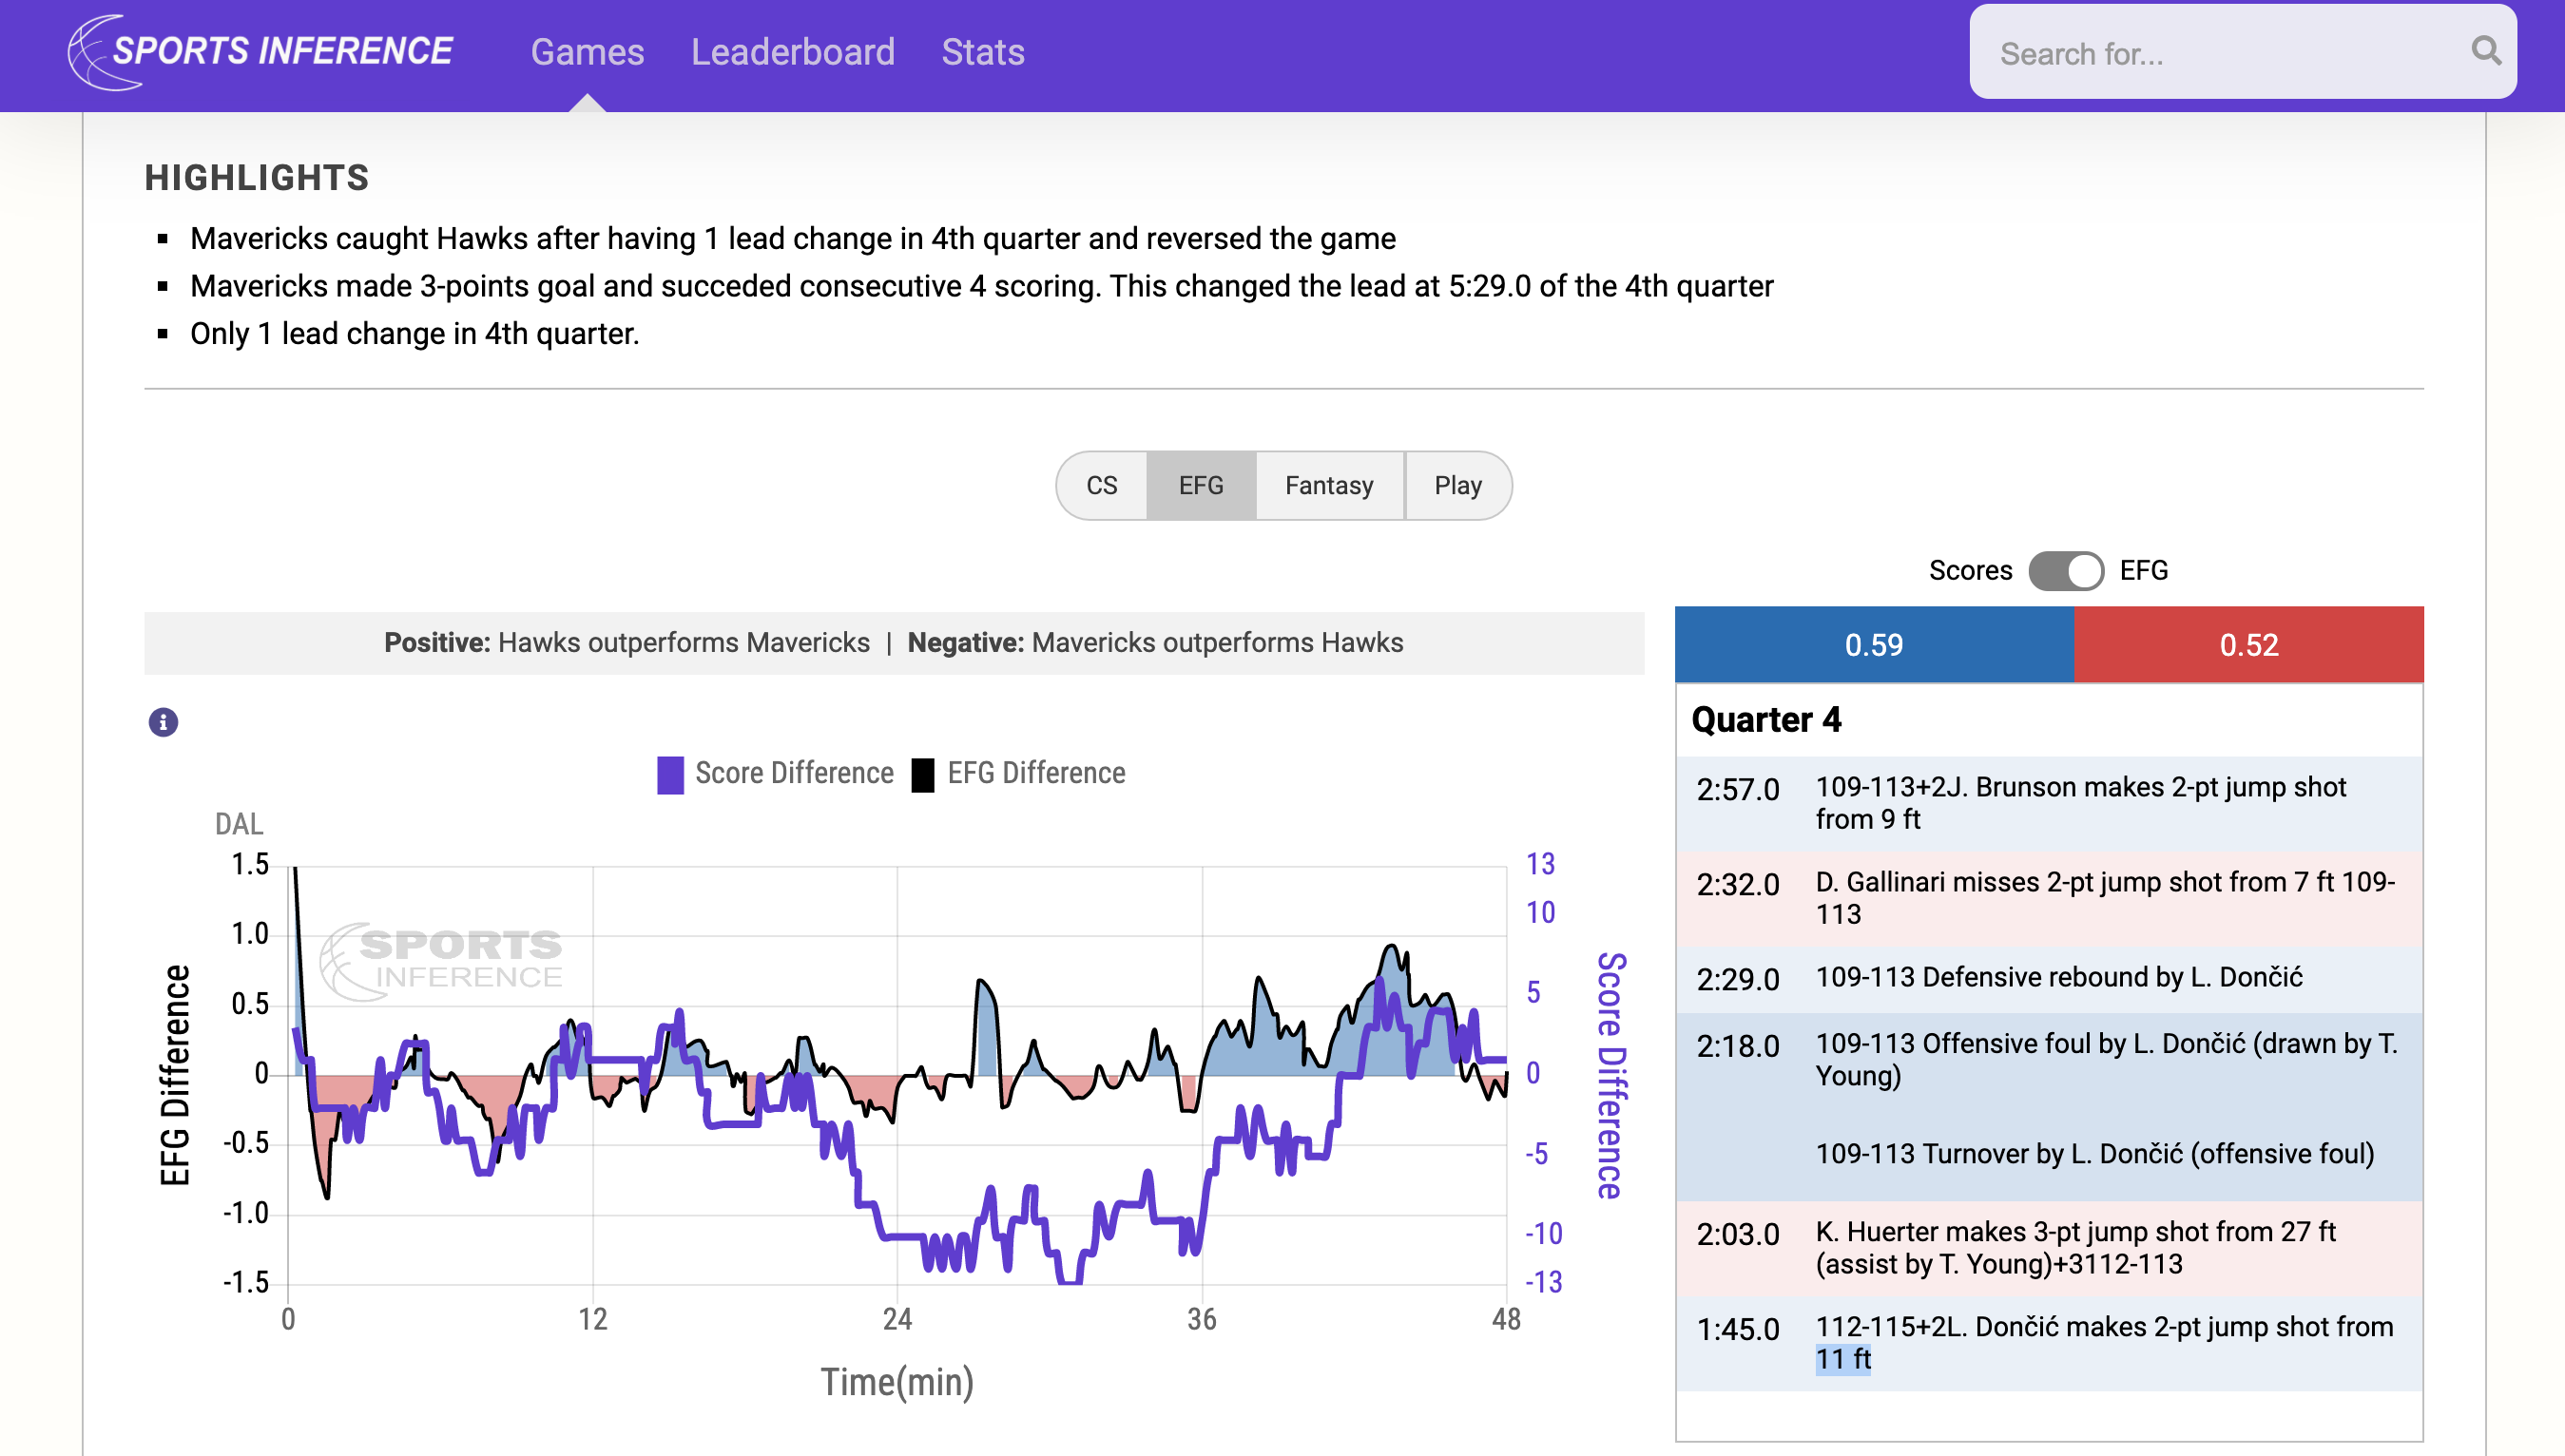 SPORTS INFERENCE
Games Leaderboard Stats
Search for...
HIGHLIGHTS
▪ Mavericks caught Hawks after having 1 lead change in 4th quarter and reversed the game
▪ Mavericks made 3-points goal and succeded consecutive 4 scoring. This changed the lead at 5:29.0 of the 4th quarter
▪ Only 1 lead change in 4th quarter.
CS EFG Fantasy Play
Scores EFG
Positive: Hawks outperforms Mavericks | Negative: Mavericks outperforms Hawks
i
Score Difference EFG Difference
DAL
EFG Difference
1.5
1.0
0.5
0
-0.5
-1.0
-1.5
SPORTS
INFERENCE
0 12 24 36 48
Time(min)
13
10
5
0
-5
-10
-13
Score Difference
0.59 0.52
Quarter 4
2:57.0 109-113+2J. Brunson makes 2-pt jump shot
from 9 ft
2:32.0 D. Gallinari misses 2-pt jump shot from 7 ft 109-
113
2:29.0 109-113 Defensive rebound by L. Dončić
2:18.0 109-113 Offensive foul by L. Dončić (drawn by T.
Young)
109-113 Turnover by L. Dončić (offensive foul)
2:03.0 K. Huerter makes 3-pt jump shot from 27 ft
(assist by T. Young)+3112-113
1:45.0 112-115+2L. Dončić makes 2-pt jump shot from
11 ft